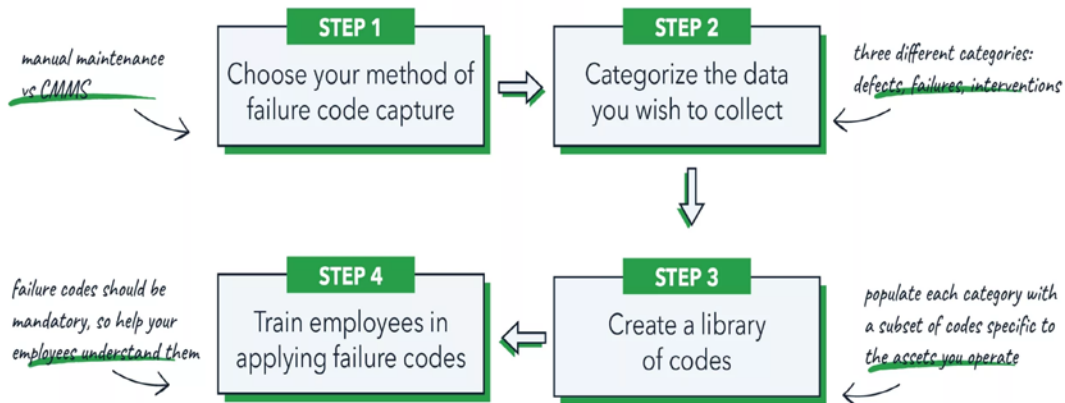 STEP 1
Choose your method of
failure code capture
manual maintenance
vs CMMS
STEP 2
Categorize the data
you wish to collect
three different categories:
defects, failures, interventions
STEP 3
Create a library
of codes
populate each category with
a subset of codes specific to
the assets you operate
STEP 4
Train employees in
applying failure codes
failure codes should be
mandatory, so help your
employees understand them